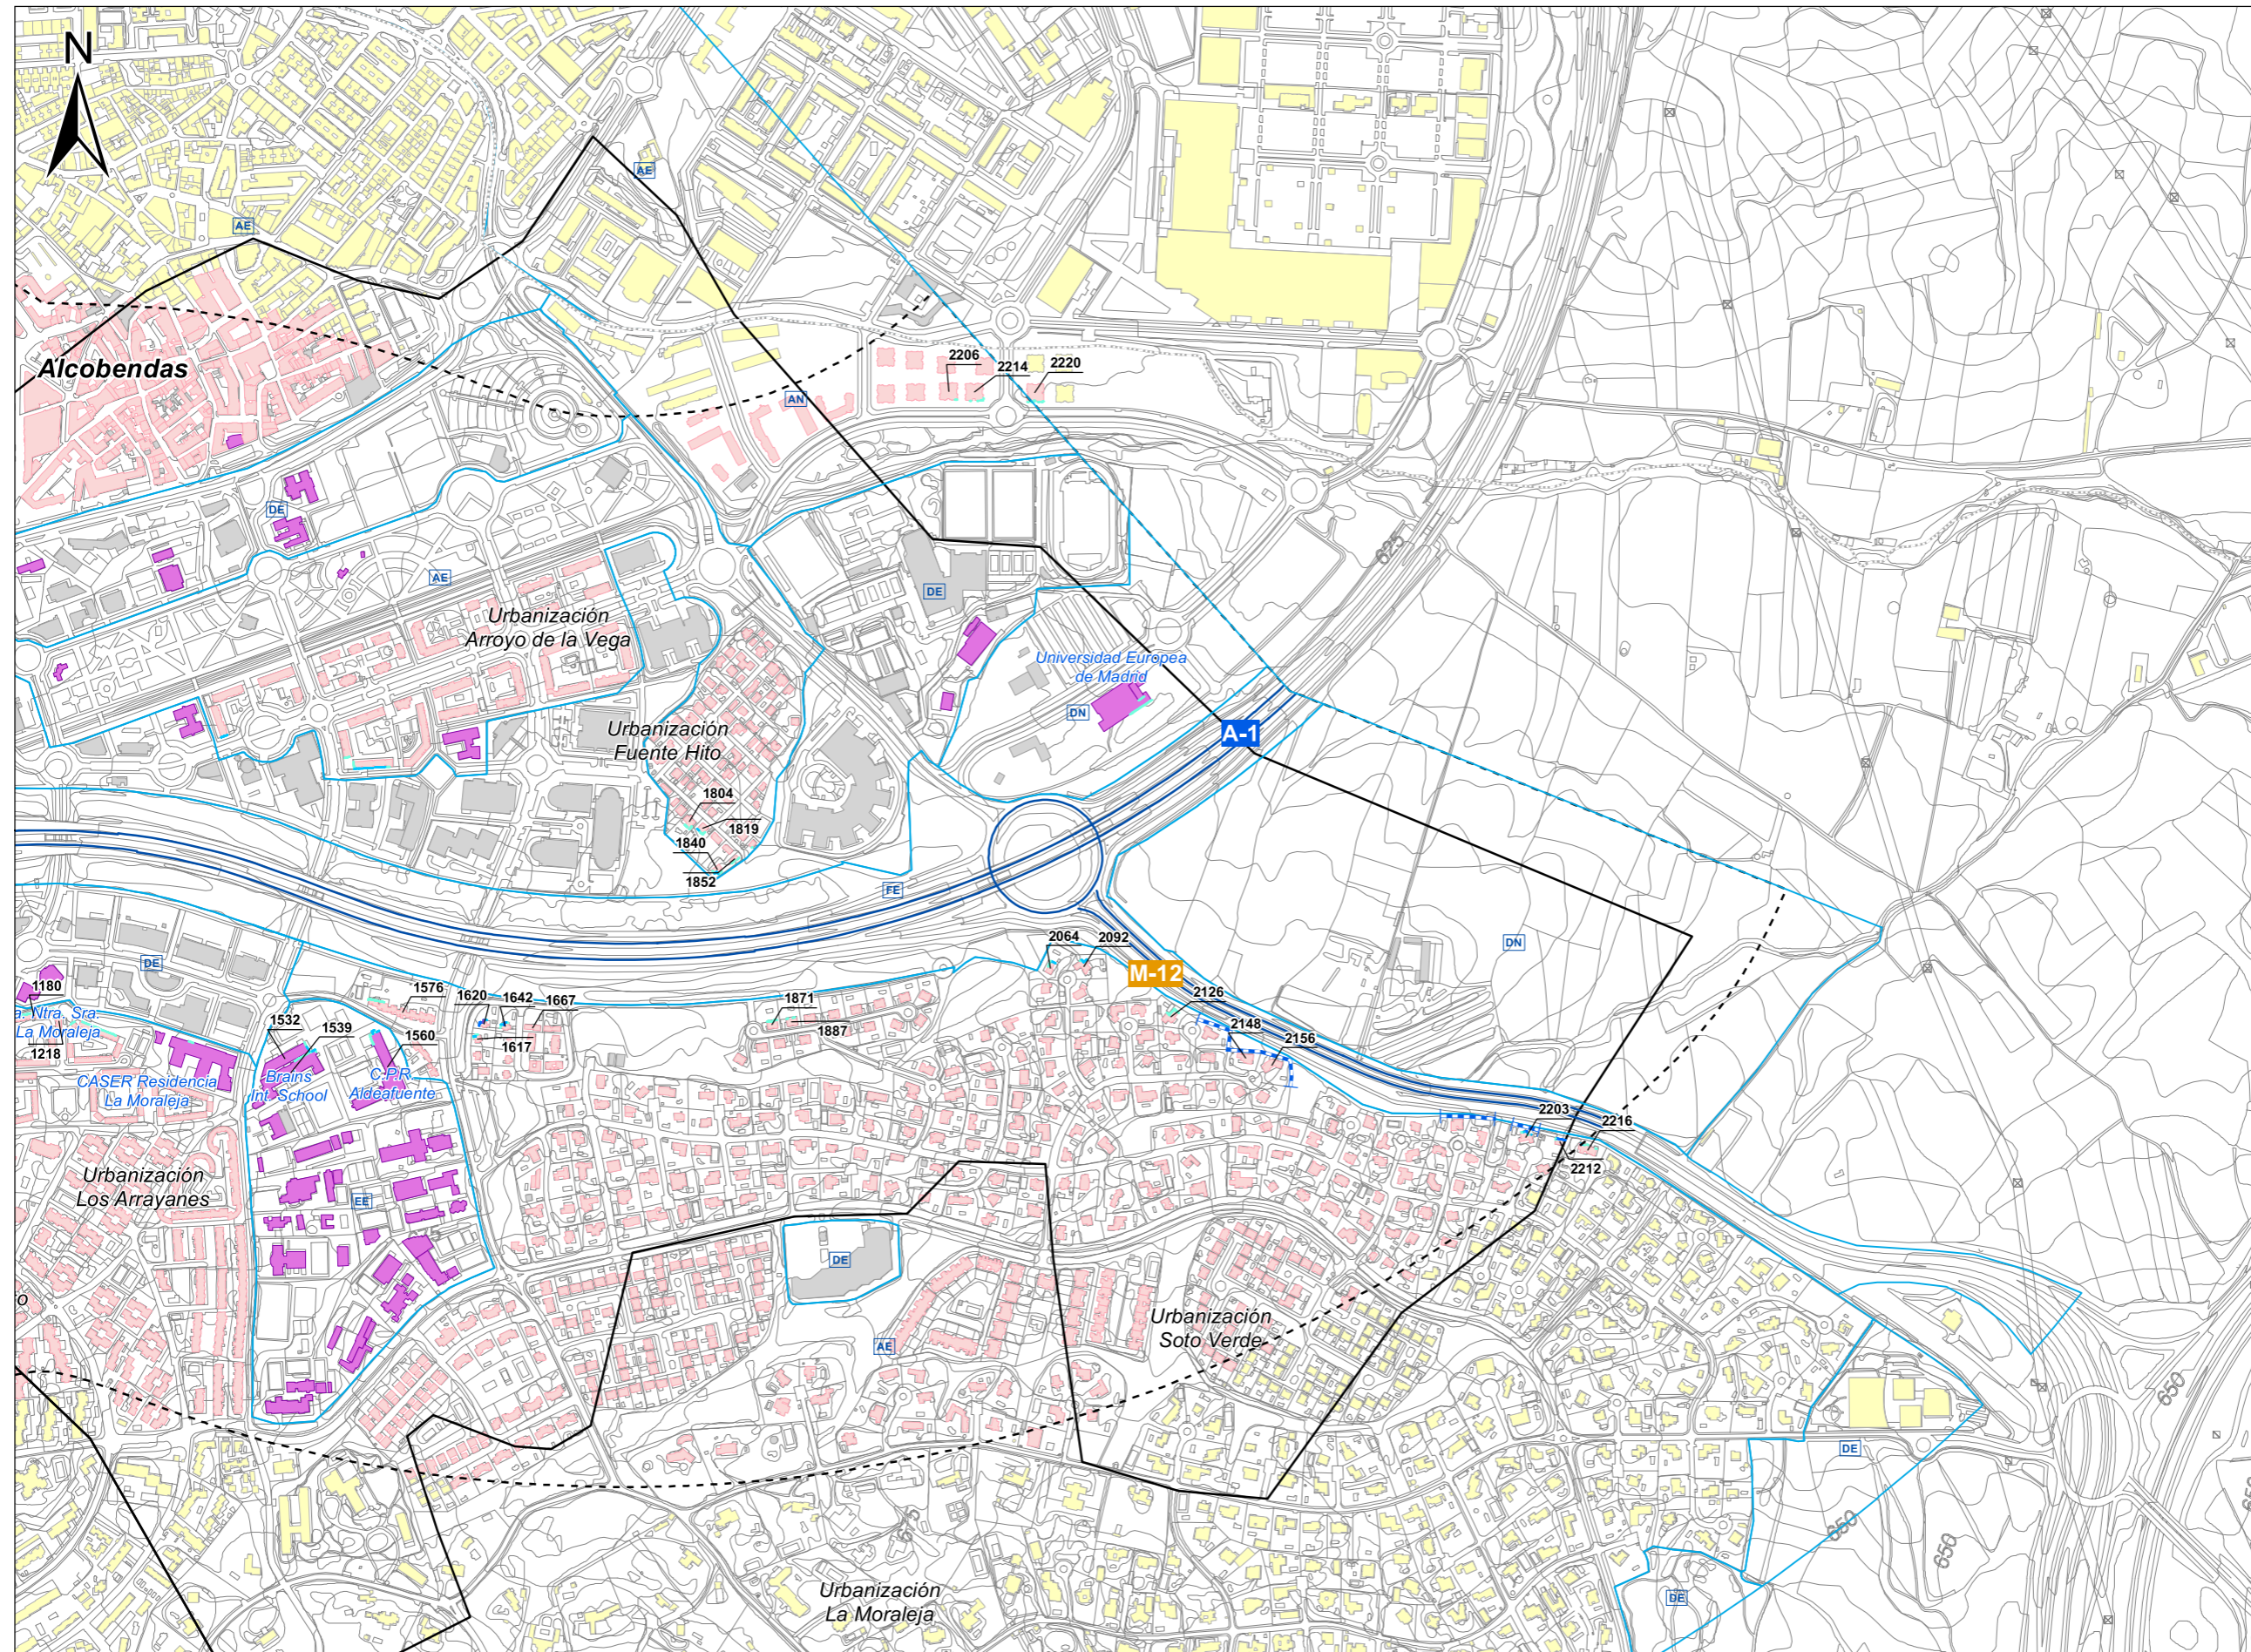 N
AE
AE
Alcobendas
2206
2214
2220
AN
DE
625
AE
DE
Urbanización
Arroyo de la Vega
Universidad Europea
de Madrid
DN
A-1
Urbanización
Fuente Hito
1804
1819
1840
1852
FE
2064
2092
DN
DE
M-12
1180
a. Ntra. Sra.
La Moraleja
1218
1576
1620
1642
1667
1617
1532
1539
1560
1871
1887
2126
2148
2156
2203
2216
2212
CASER Residencia
La Moraleja
Brains
Int. School
C.P.R.
Aldeafuente
Urbanización
Los Arrayanes
EE
DE
o
AE
Urbanización
Soto Verde
650
DE
675
650
650
Urbanización
La Moraleja
DE